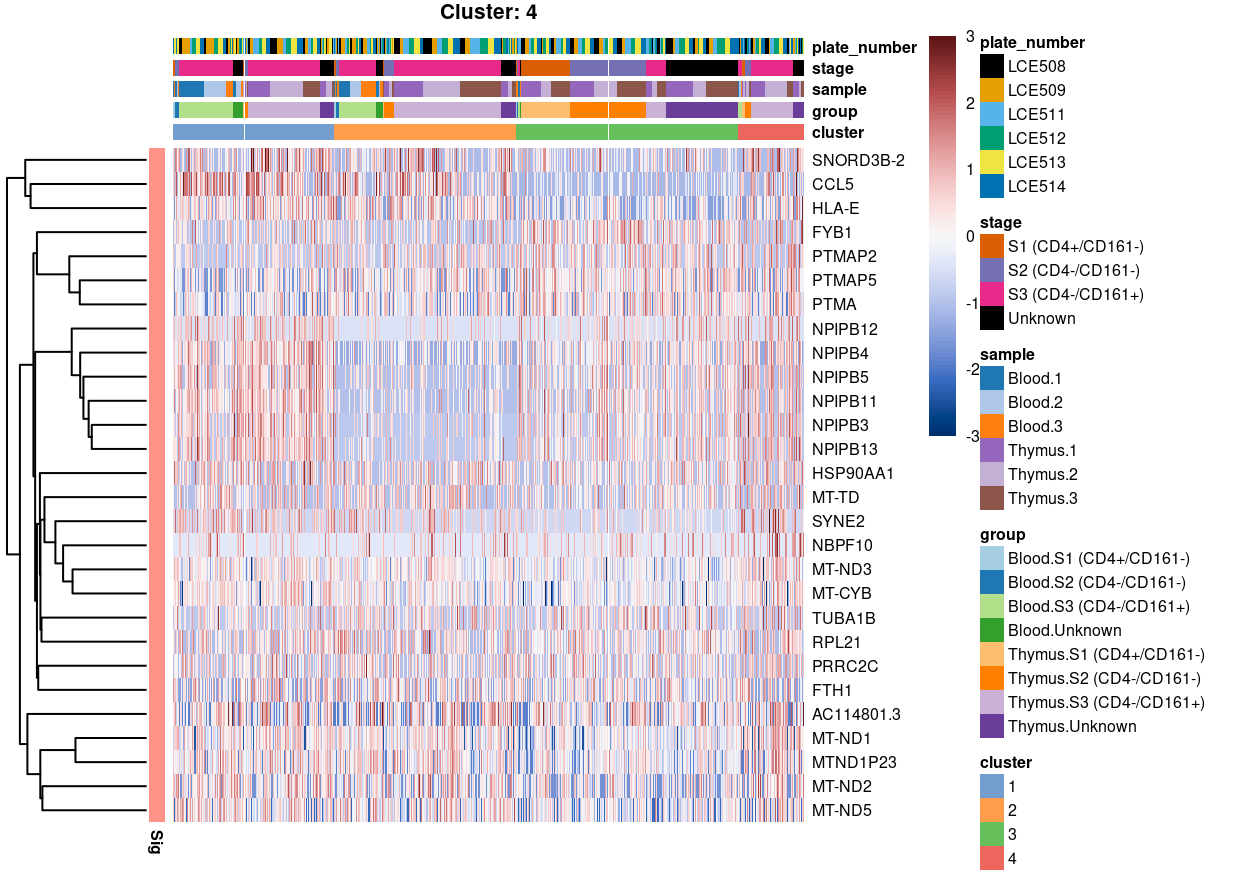 Cluster: 4
plate_number
stage
sample
group
cluster
SNORD3B-2
CCL5
HLA-E
FYB1
PTMAP2
PTMAP5
PTMA
NPIPB12
NPIPB4
NPIPB5
NPIPB11
NPIPB3
NPIPB13
HSP90AA1
MT-TD
SYNE2
NBPF10
MT-ND3
MT-CYB
TUBA1B
RPL21
PRRC2C
FTH1
AC114801.3
MT-ND1
MTND1P23
MT-ND2
MT-ND5
Sig
3
2
1
0
-1
-2
-3
plate_number
LCE508
LCE509
LCE511
LCE512
LCE513
LCE514
stage
S1 (CD4+/CD161-)
S2 (CD4-/CD161-)
S3 (CD4-/CD161+)
Unknown
sample
Blood.1
Blood.2
Blood.3
Thymus.1
Thymus.2
Thymus.3
group
Blood.S1 (CD4+/CD161-)
Blood.S2 (CD4-/CD161-)
Blood.S3 (CD4-/CD161+)
Blood.Unknown
Thymus.S1 (CD4+/CD161-)
Thymus.S2 (CD4-/CD161-)
Thymus.S3 (CD4-/CD161+)
Thymus.Unknown
cluster
1
2
3
4